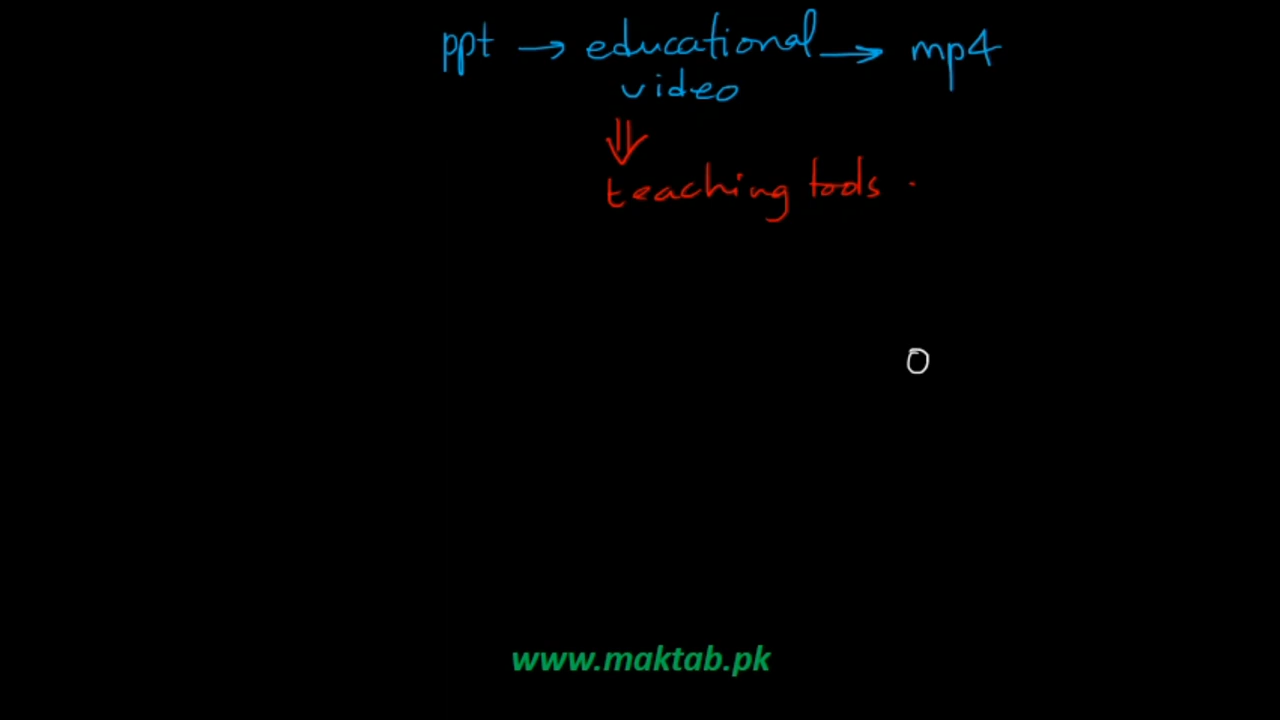 ppt → educational → mp4
video
⇓
teaching tools .
O
www.maktab.pk